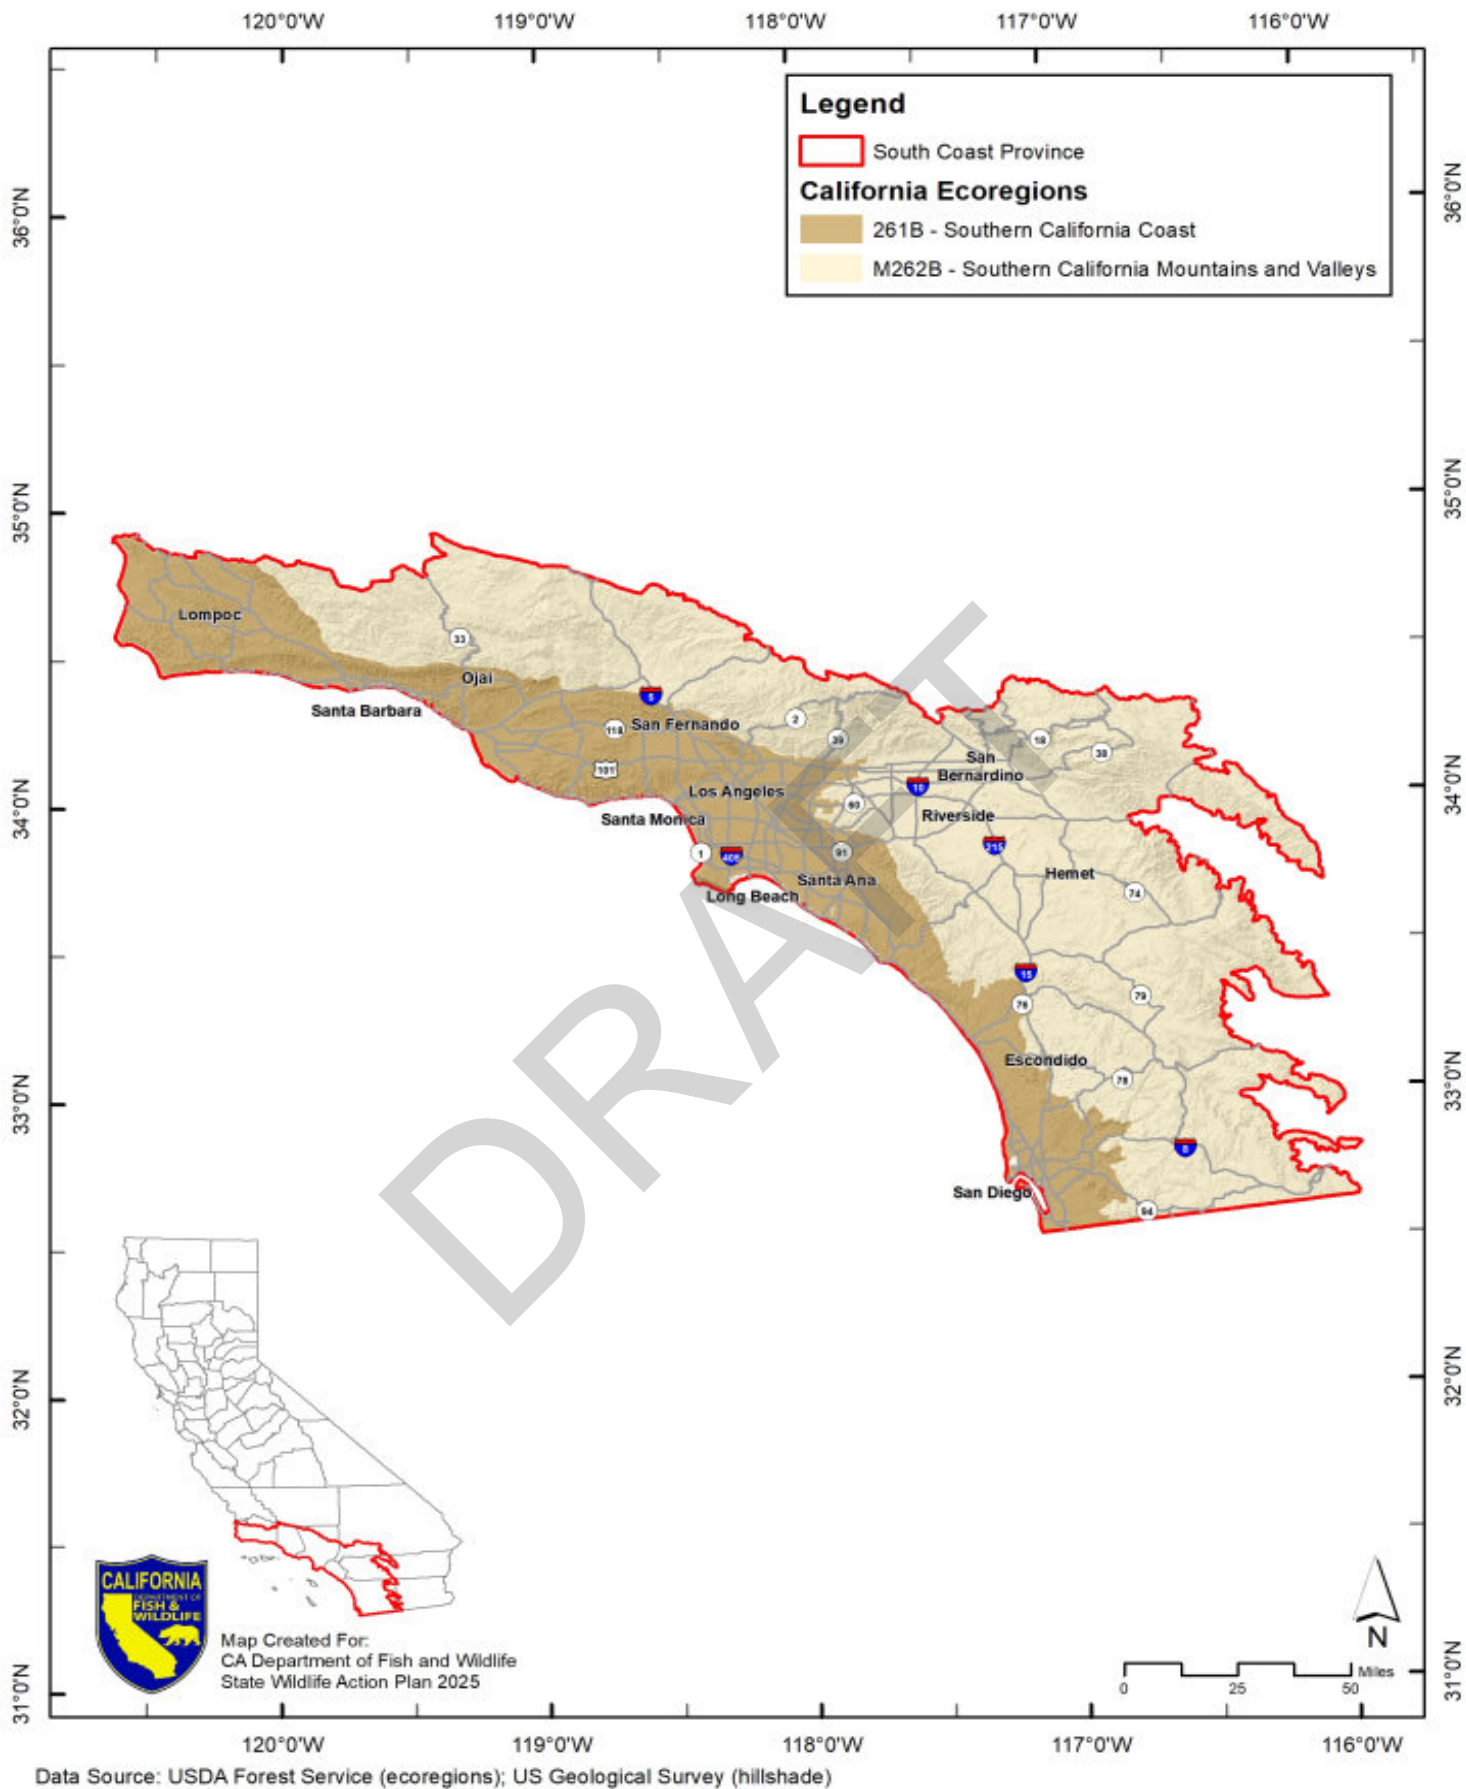 120°0'W 119°0'W 118°0'W 117°0'W 116°0'W
Legend
South Coast Province
California Ecoregions
261B - Southern California Coast
M262B - Southern California Mountains and Valleys
36°0'N
36°0'N
35°0'N
35°0'N
34°0'N
34°0'N
33°0'N
33°0'N
32°0'N
32°0'N
31°0'N
31°0'N
Lompoc
33
Ojai
Santa Barbara
5
118
San Fernando
2
39
18
38
101
San
Bernardino
Los Angeles
10
60
Santa Monica
Riverside
1
405
91
215
Santa Ana
Hemet
74
Long Beach
15
76
79
Escondido
78
8
San Diego
94
DRAFT
CALIFORNIA
DEPARTMENT OF
FISH &
WILDLIFE
Map Created For:
CA Department of Fish and Wildlife
State Wildlife Action Plan 2025
N
Miles
0 25 50
120°0'W 119°0'W 118°0'W 117°0'W 116°0'W
Data Source: USDA Forest Service (ecoregions); US Geological Survey (hillshade)